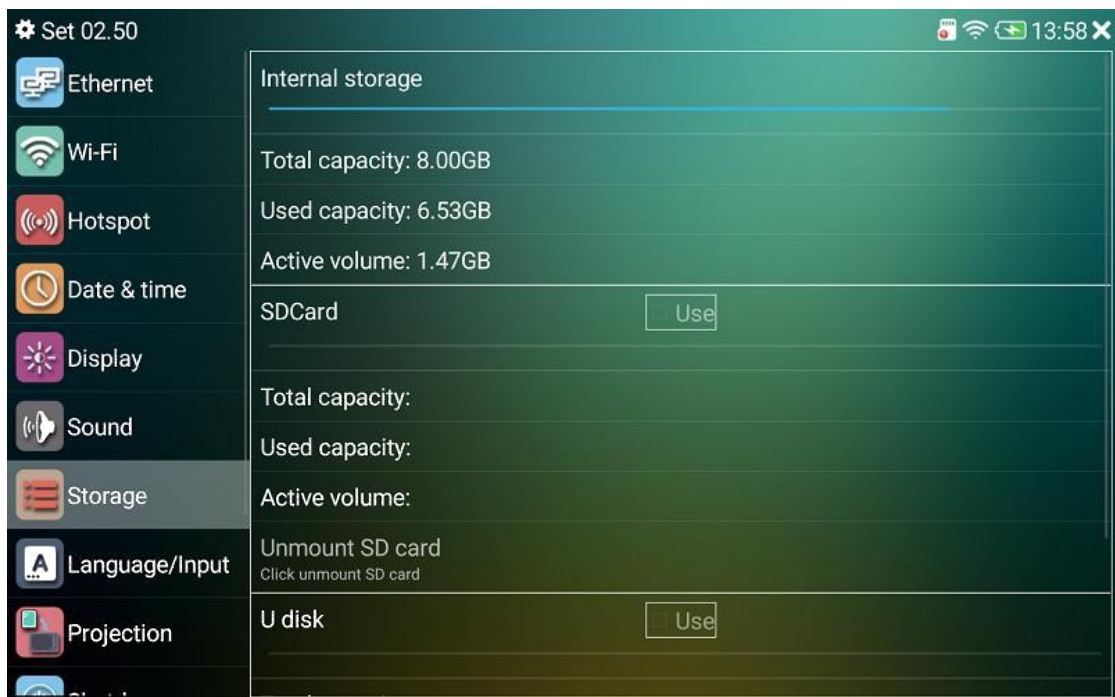 Set 02.50
13:58
Ethernet
Wi-Fi
Hotspot
Date & time
Display
Sound
Storage
Language/Input
Projection
Internal storage
Total capacity: 8.00GB
Used capacity: 6.53GB
Active volume: 1.47GB
SDCard
Use
Total capacity:
Used capacity:
Active volume:
Unmount SD card
Click unmount SD card
U disk
Use